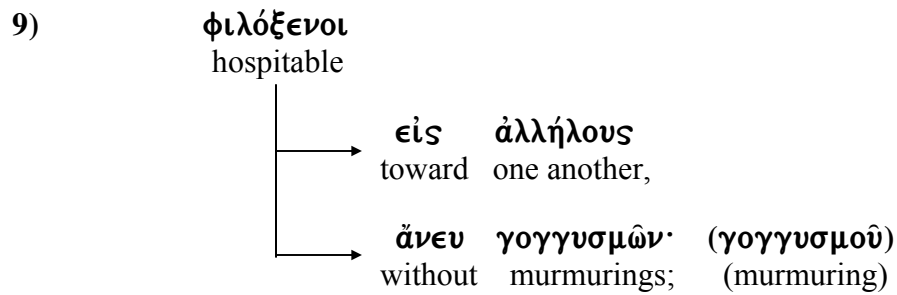 9) φιλόξενοι
hospitable
εἰς ἀλλήλους
toward one another,
ἄνευ γογγυσμῶν· (γογγυσμοῦ)
without murmurings; (murmuring)